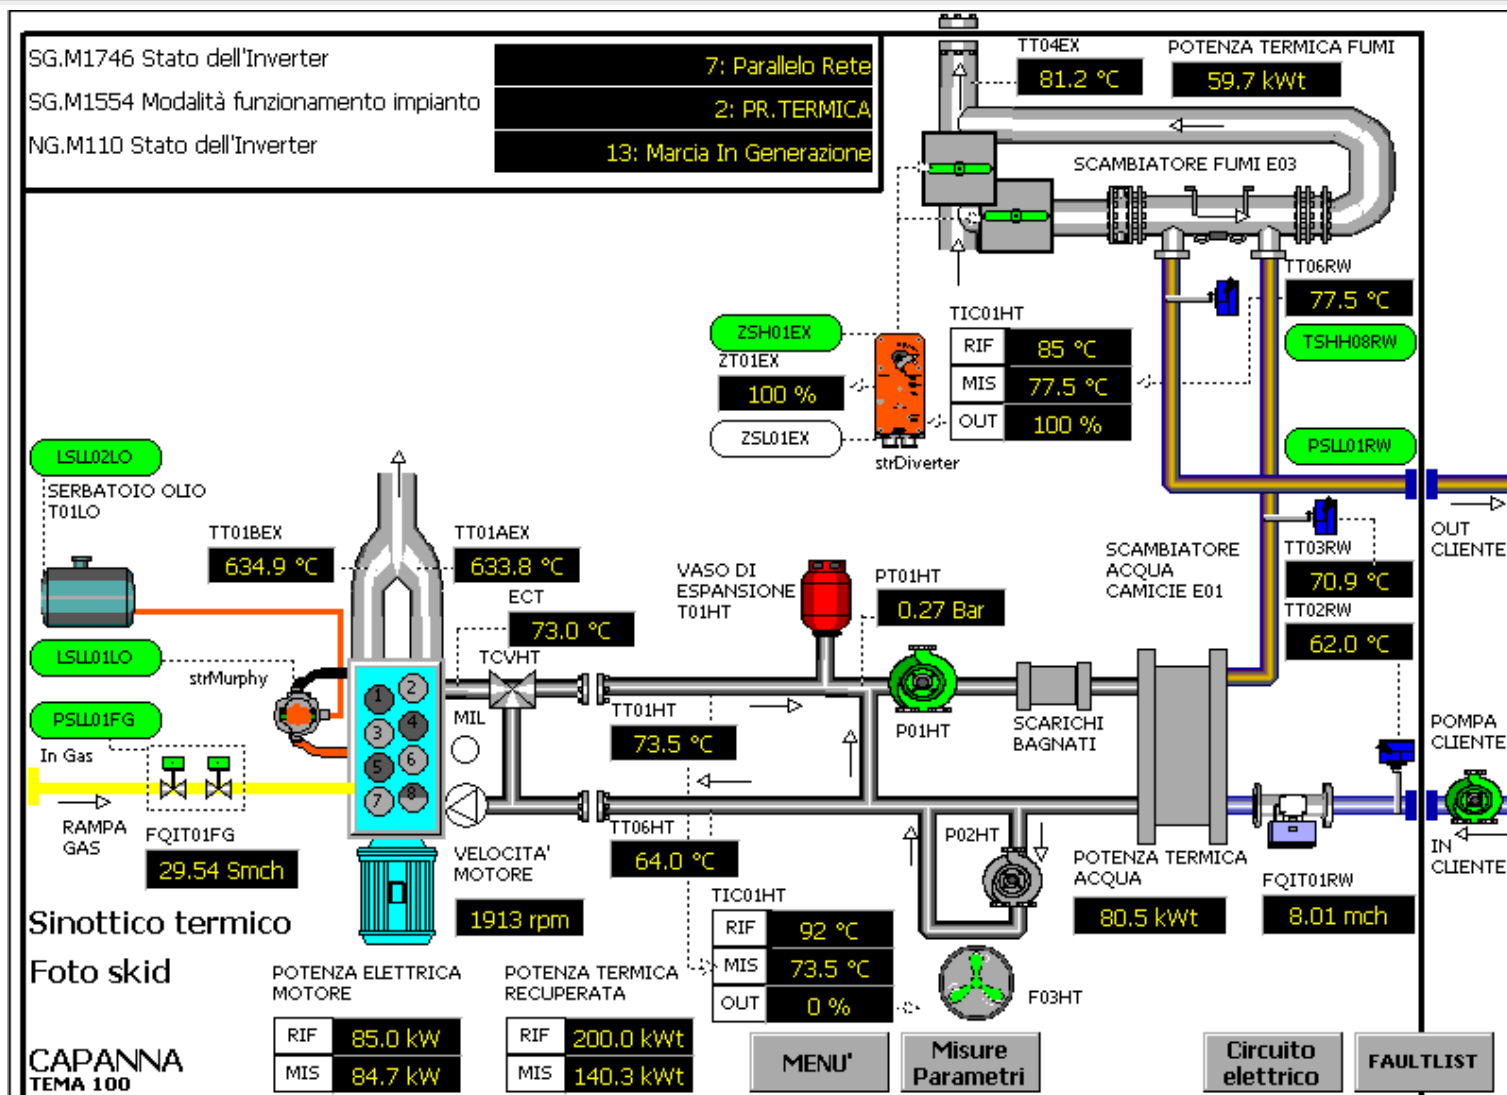 SG.M1746 Stato dell'Inverter
7: Parallelo Rete
SG.M1554 Modalità funzionamento impianto
2: PR.TERMICA
NG.M110 Stato dell'Inverter
13: Marcia In Generazione
TT04EX
81.2 °C
POTENZA TERMICA FUMI
59.7 kWt
SCAMBIATORE FUMI E03
TT06RW
77.5 °C
TSHH08RW
PSLL01RW
ZSH01EX
ZT01EX
100 %
ZSL01EX
strDiverter
TIC01HT
RIF
85 °C
MIS
77.5 °C
OUT
100 %
LSLL02LO
SERBATOIO OLIO
T01LO
TT01BEX
634.9 °C
TT01AEX
633.8 °C
ECT
73.0 °C
TCVHT
VASO DI
ESPANSIONE
T01HT
PT01HT
0.27 Bar
SCAMBIATORE
ACQUA
CAMICIE E01
TT03RW
70.9 °C
TT02RW
62.0 °C
OUT
CLIENTE
LSLL01LO
strMurphy
PSLL01FG
In Gas
RAMPA
GAS
FQIT01FG
29.54 Smch
1
2
3
4
5
6
7
8
MIL
TT01HT
73.5 °C
P01HT
SCARICHI
BAGNATI
POMPA
CLIENTE
IN
CLIENTE
TT06HT
64.0 °C
P02HT
VELOCITA'
MOTORE
1913 rpm
POTENZA TERMICA
ACQUA
80.5 kWt
FQIT01RW
8.01 mch
TIC01HT
RIF
92 °C
MIS
73.5 °C
OUT
0 %
F03HT
Sinottico termico
Foto skid
CAPANNA
TEMA 100
POTENZA ELETTRICA
MOTORE
RIF
85.0 kW
MIS
84.7 kW
POTENZA TERMICA
RECUPERATA
RIF
200.0 kWt
MIS
140.3 kWt
MENU'
Misure
Parametri
Circuito
elettrico
FAULTLIST